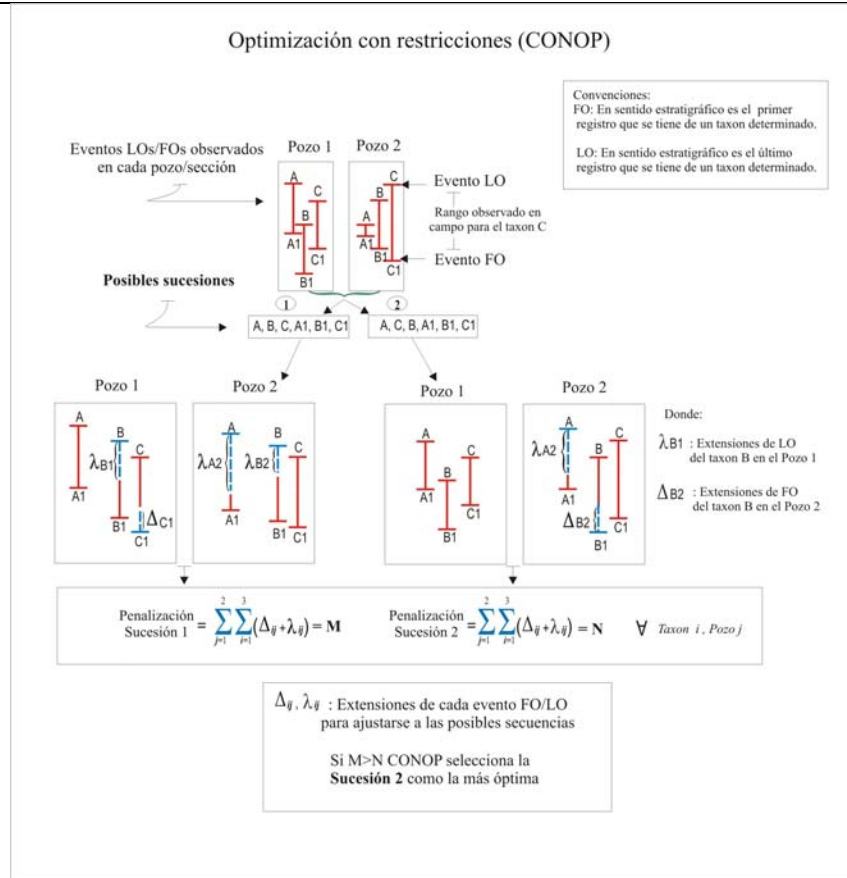 Optimización con restricciones (CONOP)
Convenciones:
FO: En sentido estratigráfico es el primer
registro que se tiene de un taxon determinado.
LO: En sentido estratigráfico es el último
registro que se tiene de un taxon determinado.
Eventos LOs/FOs observados
en cada pozo/sección
Pozo 1
Pozo 2
A
C
B
A1
C1
B1
C
B
A
A1
B1
C1
Evento LO
Rango observado en
campo para el taxon C
Evento FO
Posibles sucesiones
1
2
A, B, C, A1, B1, C1
A, C, B, A1, B1, C1
Pozo 1
Pozo 2
Pozo 1
Pozo 2
A
B
C
λB1
A1
B1
ΔC1
C1
A
B
C
λA2
λB2
A1
B1
C1
A
C
B
A1
C1
B1
A
C
B
λA2
A1
ΔB2
C1
B1
Donde:
λB1 : Extensiones de LO
del taxon B en el Pozo 1
ΔB2 : Extensiones de FO
del taxon B en el Pozo 2
Penalización
Sucesión 1 = 2∑j=1 3∑i=1 (Δij+λij) = M
Penalización
Sucesión 2 = 2∑j=1 3∑i=1 (Δij+λij) = N ∀ Taxon i, Pozo j
Δij, λij : Extensiones de cada evento FO/LO
para ajustarse a las posibles secuencias
Si M>N CONOP selecciona la
Sucesión 2 como la más óptima